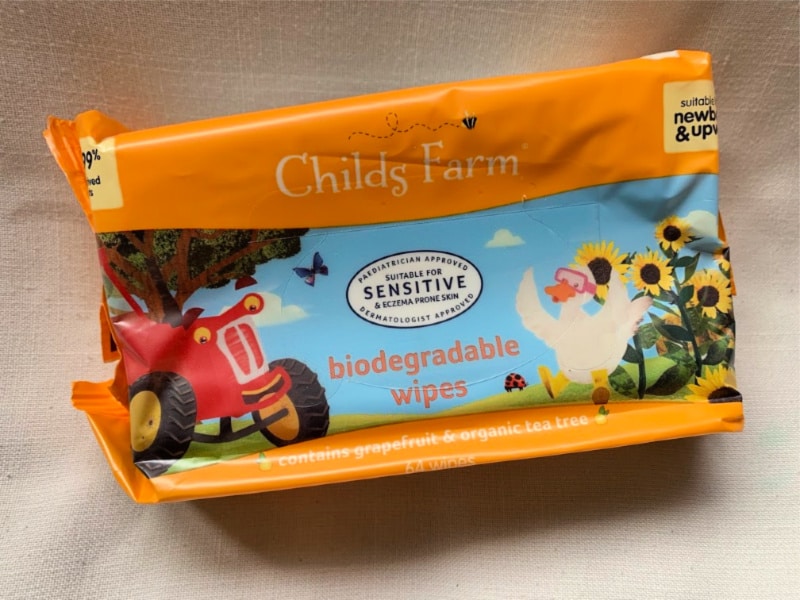 Childs Farm
suitable
newb
& upw
9%
PAEDIATRICIAN APPROVED
SUITABLE FOR
SENSITIVE
& ECZEMA PRONE SKIN
DERMATOLOGIST APPROVED
biodegradable
wipes
contains grapefruit & organic tea tree
64 wipes